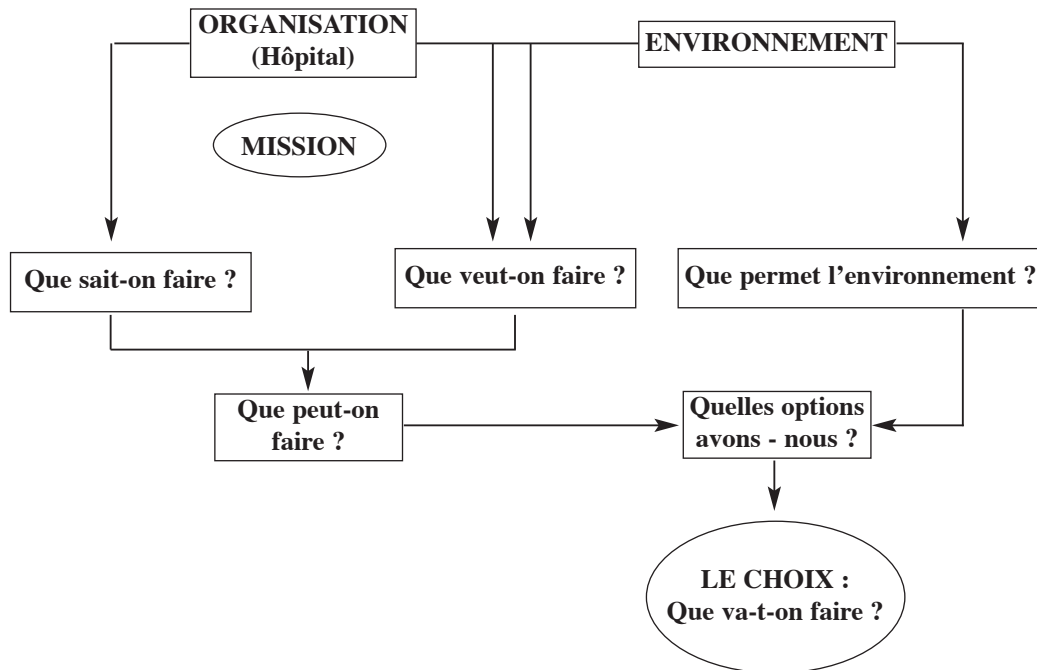 ORGANISATION
(Hôpital)
ENVIRONNEMENT
MISSION
Que sait-on faire ?
Que veut-on faire ?
Que permet l’environnement ?
Que peut-on
faire ?
Quelles options
avons - nous ?
LE CHOIX :
Que va-t-on faire ?